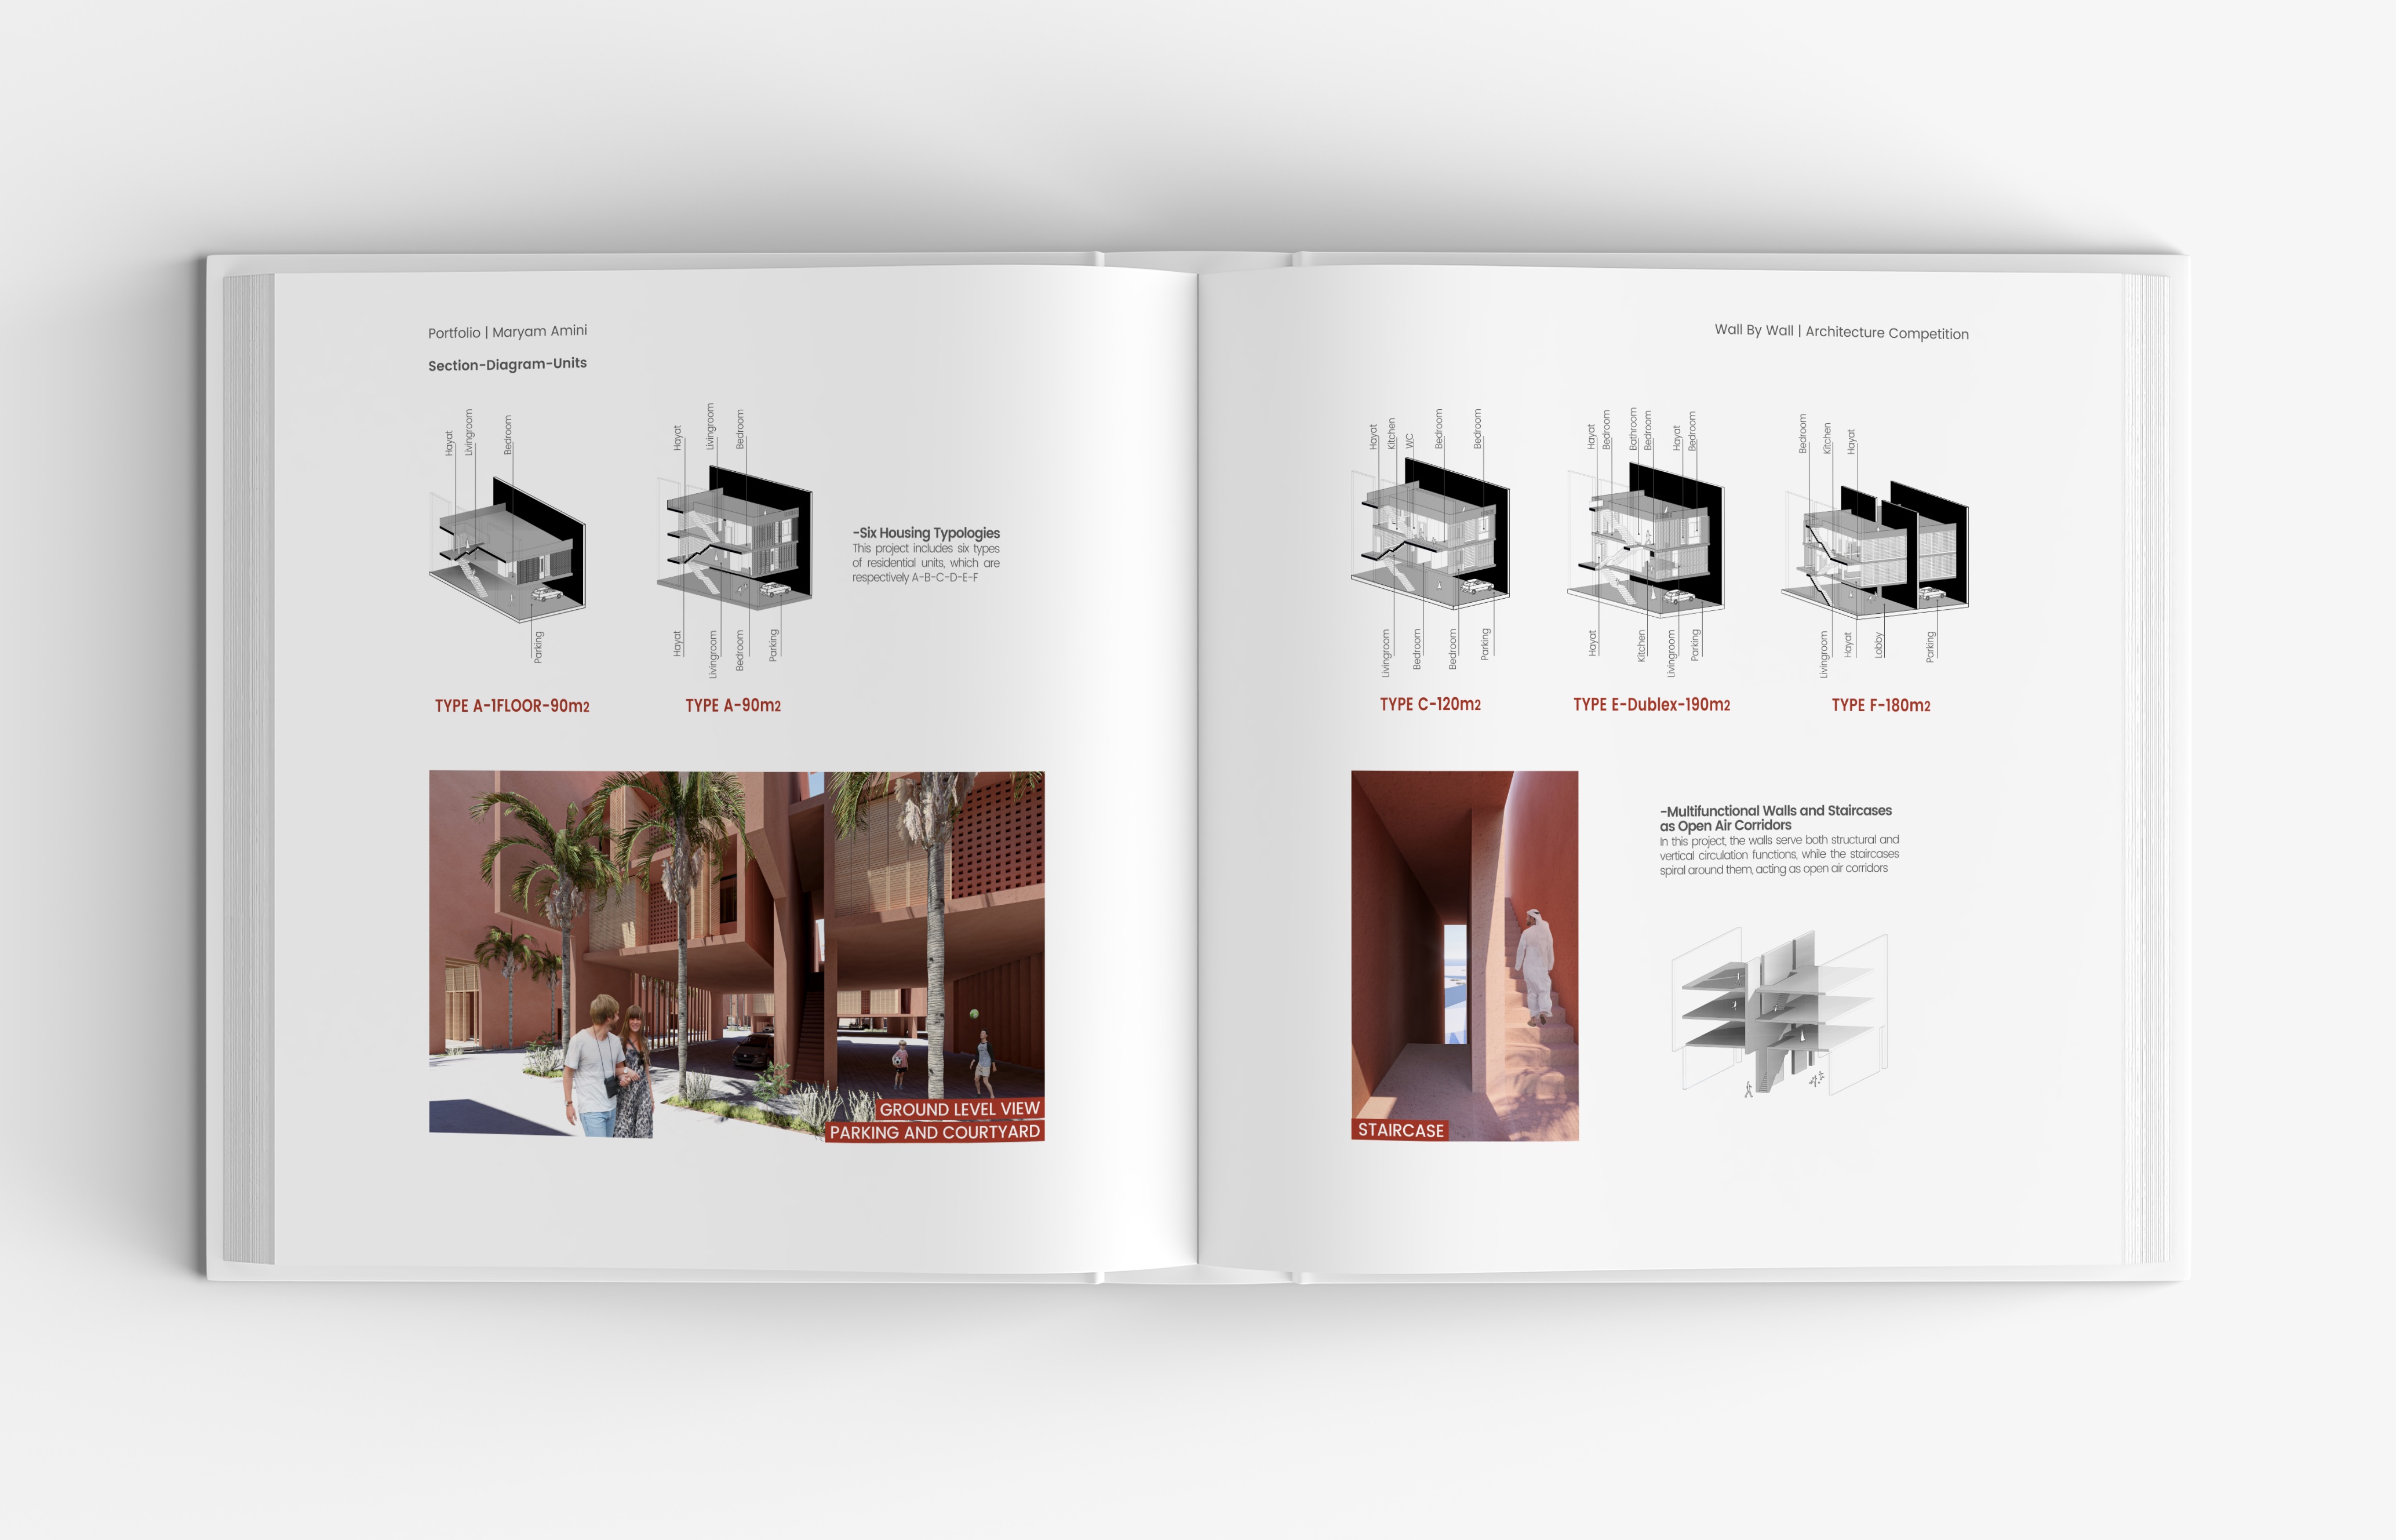 Portfolio | Maryam Amini
Section-Diagram-Units
Hayat
Livingroom
Bedroom
Parking
TYPE A-1FLOOR-90m2
Hayat
Livingroom
Bedroom
Hayat
Livingroom
Bedroom
Parking
TYPE A-90m2
-Six Housing Typologies
This project includes six types
of residential units, which are
respectively A-B-C-D-E-F
GROUND LEVEL VIEW
PARKING AND COURTYARD
Wall By Wall | Architecture Competition
Hayat
Kitchen
WC
Bedroom
Bedroom
Livingroom
Bedroom
Bedroom
Parking
TYPE C-120m2
Hayat
Bedroom
Bathroom
Bedroom
Hayat
Bedroom
Hayat
Kitchen
Livingroom
Parking
TYPE E-Dublex-190m2
Bedroom
Kitchen
Hayat
Livingroom
Hayat
Lobby
Parking
TYPE F-180m2
STAIRCASE
-Multifunctional Walls and Staircases
as Open Air Corridors
In this project, the walls serve both structural and
vertical circulation functions, while the staircases
spiral around them, acting as open air corridors